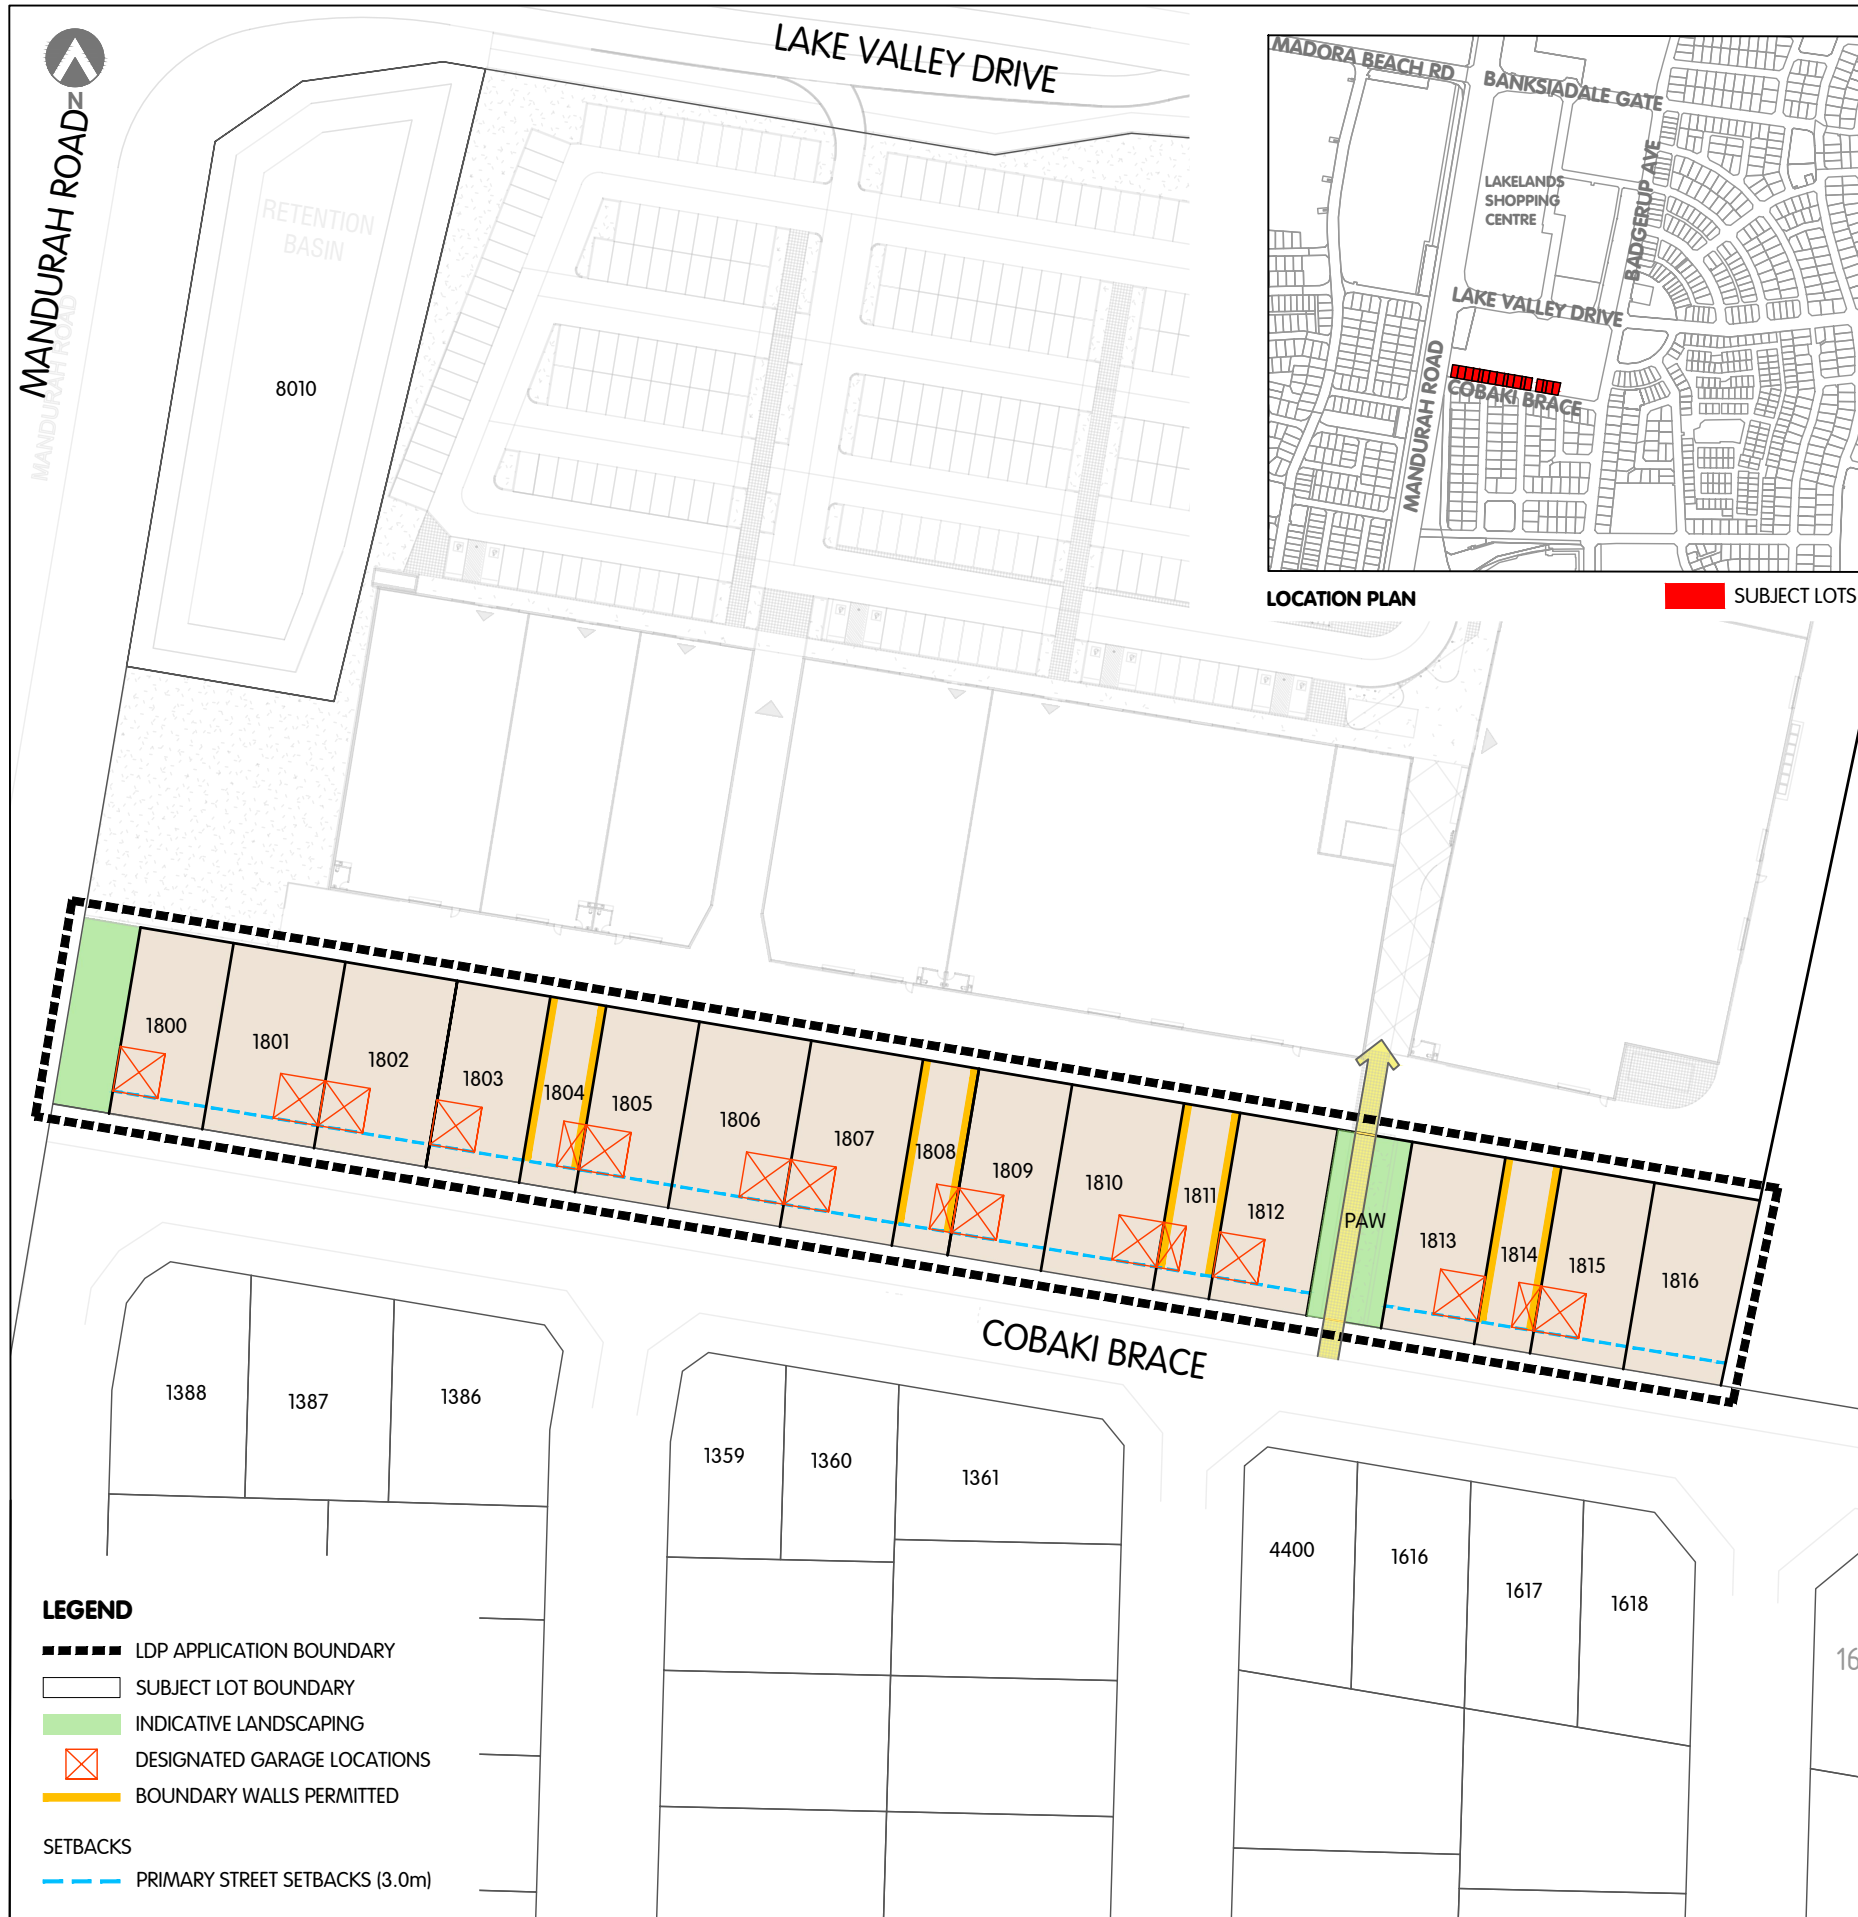 N
MANDURAH ROAD
MANDURAH ROAD
LAKE VALLEY DRIVE
RETENTION
BASIN
8010
MADORA BEACH RD
BANKSIADALE GATE
BADGERUP AVE
LAKELANDS
SHOPPING
CENTRE
LAKE VALLEY DRIVE
MANDURAH ROAD
COBAKI BRACE
LOCATION PLAN
SUBJECT LOTS
1800
1801
1802
1803
1804
1805
1806
1807
1808
1809
1810
1811
1812
PAW
1813
1814
1815
1816
COBAKI BRACE
1388
1387
1386
1359
1360
1361
4400
1616
1617
1618
16
LEGEND
LDP APPLICATION BOUNDARY
SUBJECT LOT BOUNDARY
INDICATIVE LANDSCAPING
DESIGNATED GARAGE LOCATIONS
BOUNDARY WALLS PERMITTED
SETBACKS
PRIMARY STREET SETBACKS (3.0m)